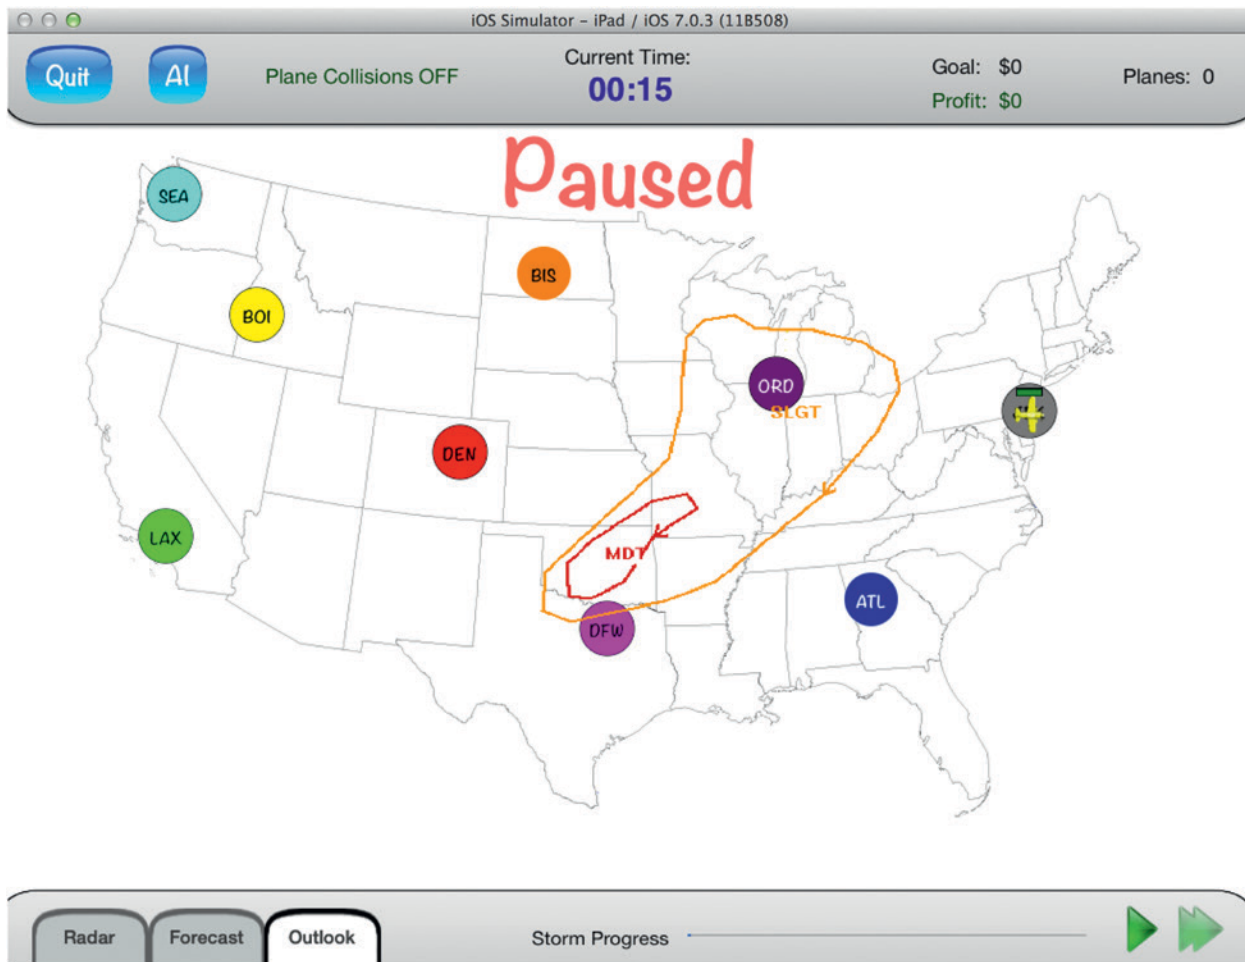 iOS Simulator – iPad / iOS 7.0.3 (11B508)
Quit
AI
Plane Collisions OFF
Current Time:
00:15
Goal: $0
Profit: $0
Planes: 0
Paused
SEA
BIS
BOI
ORD
SLGT
DEN
LAX
MDT
ATL
DFW
Radar
Forecast
Outlook
Storm Progress